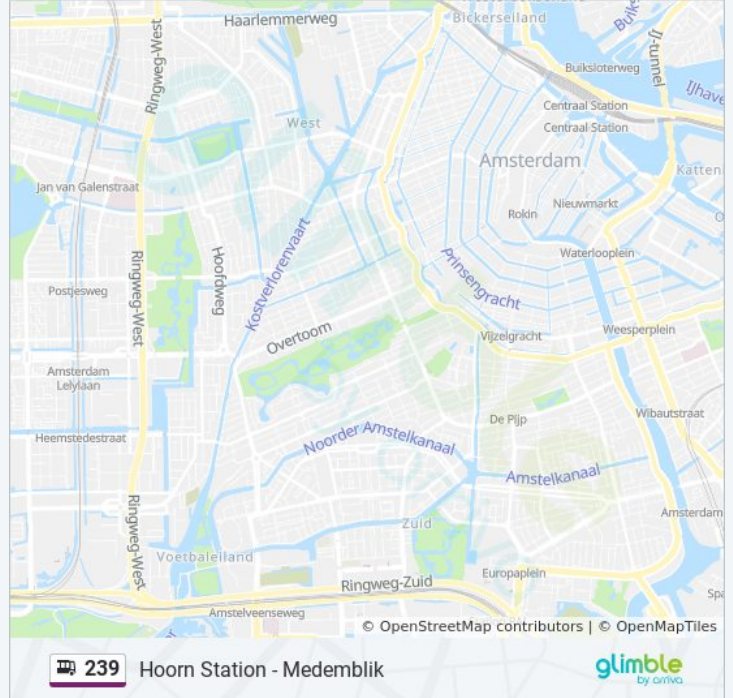 Haarlemmerweg
Bickerseiland
Buiks
IJ-tunnel
Ringweg-West
Buiksloterweg
IJhave
Centraal Station
West
Centraal Station
Amsterdam
Katten
Jan van Galenstraat
Nieuwmarkt
Rokin
O
Kostverlorenvaart
Waterlooplein
Hoofdweg
Prinsengracht
Ringweg-West
Postjesweg
Overtoom
Vijzelgracht
Weesperplein
Amsterdam
Lelylaan
Wibautstraat
De Pijp
Heemstedestraat
Noorder Amstelkanaal
Amstelkanaal
Ringweg-West
Amsterdam
Zuid
Voetbaleiland
Europaplein
Ringweg-Zuid
Spa
Amstelveenseweg
© OpenStreetMap contributors | © OpenMapTiles
239 Hoorn Station - Medemblik
glimble
by arriva